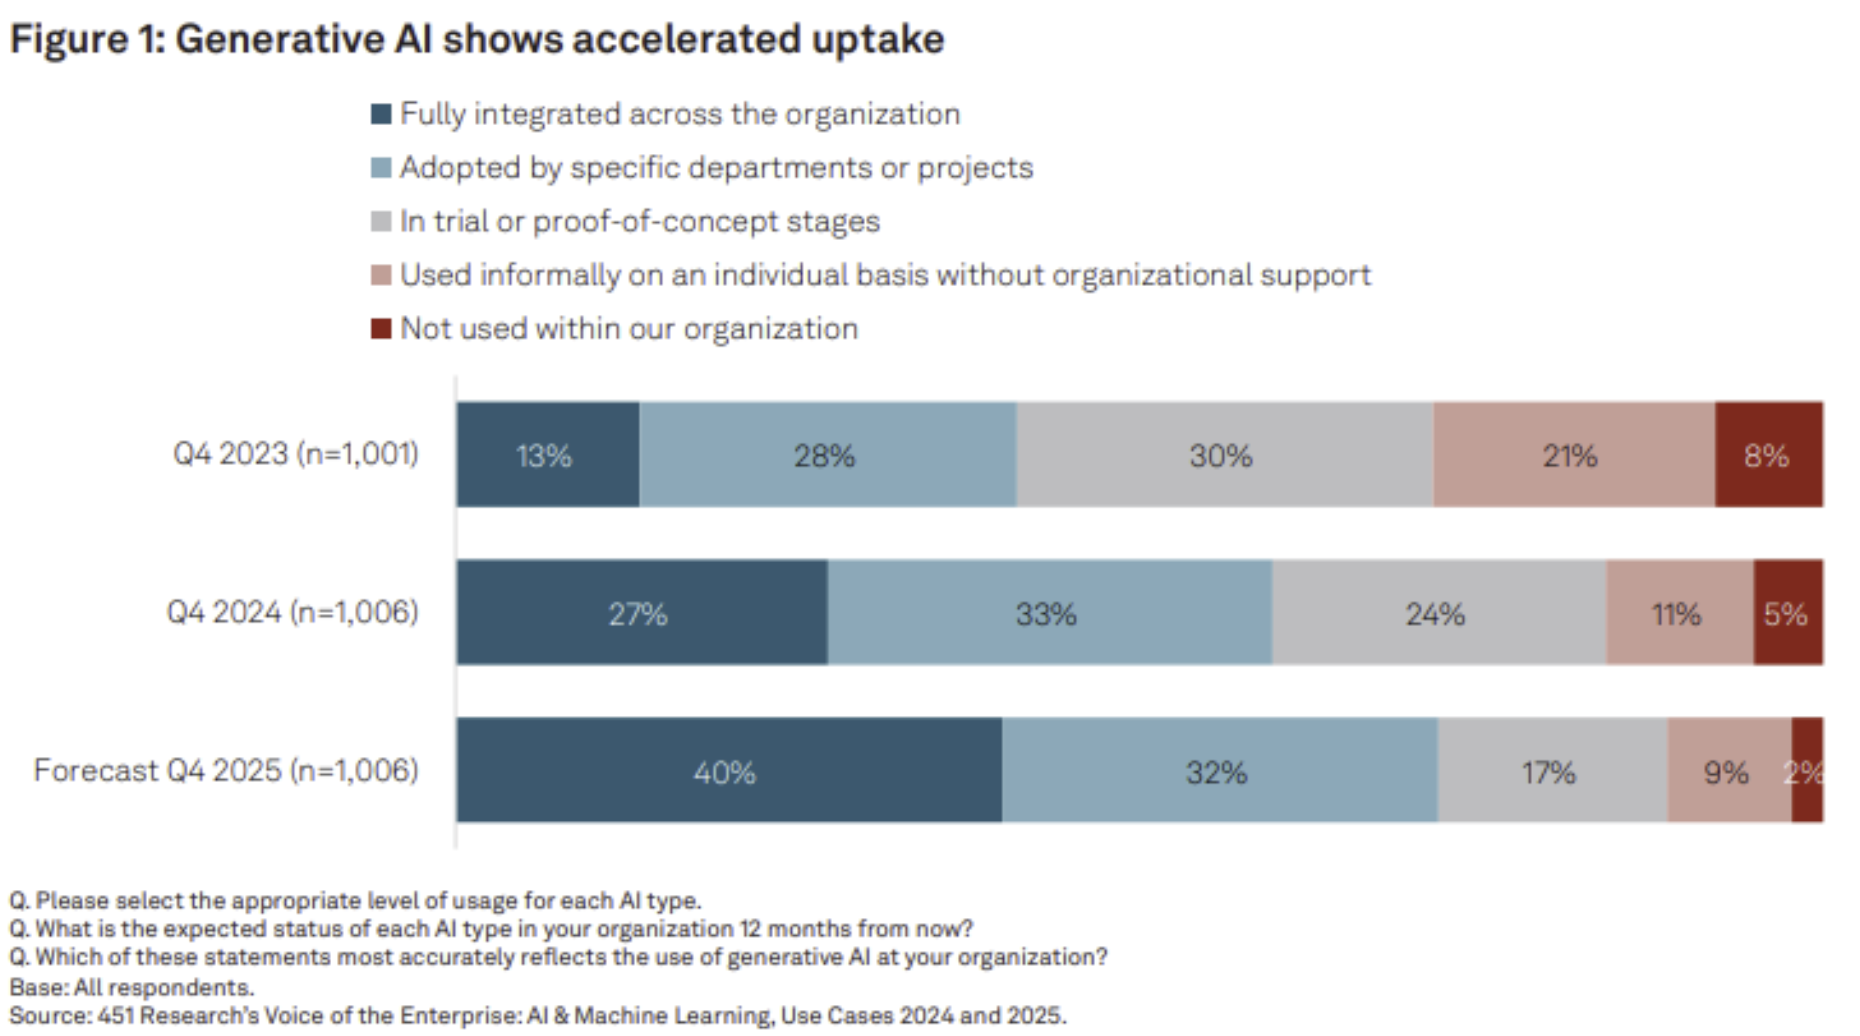 Figure 1: Generative AI shows accelerated uptake
Fully integrated across the organization
Adopted by specific departments or projects
In trial or proof-of-concept stages
Used informally on an individual basis without organizational support
Not used within our organization
Q4 2023 (n=1,001) 13% 28% 30% 21% 8%
Q4 2024 (n=1,006) 27% 33% 24% 11% 5%
Forecast Q4 2025 (n=1,006) 40% 32% 17% 9% 2%
Q. Please select the appropriate level of usage for each AI type.
Q. What is the expected status of each AI type in your organization 12 months from now?
Q. Which of these statements most accurately reflects the use of generative AI at your organization?
Base: All respondents.
Source: 451 Research's Voice of the Enterprise: AI & Machine Learning, Use Cases 2024 and 2025.